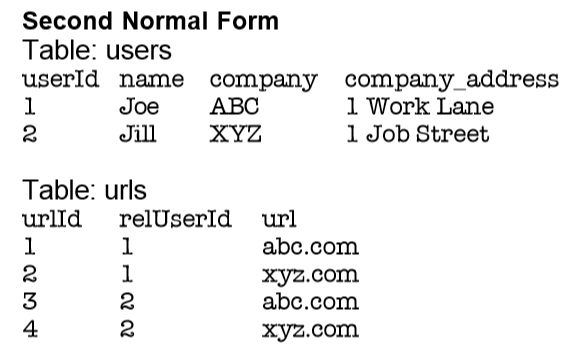 Second Normal Form
Table: users
userId name company company_address
1 Joe ABC 1 Work Lane
2 Jill XYZ 1 Job Street
Table: urls
urlId relUserId url
1 1 abc.com
2 1 xyz.com
3 2 abc.com
4 2 xyz.com